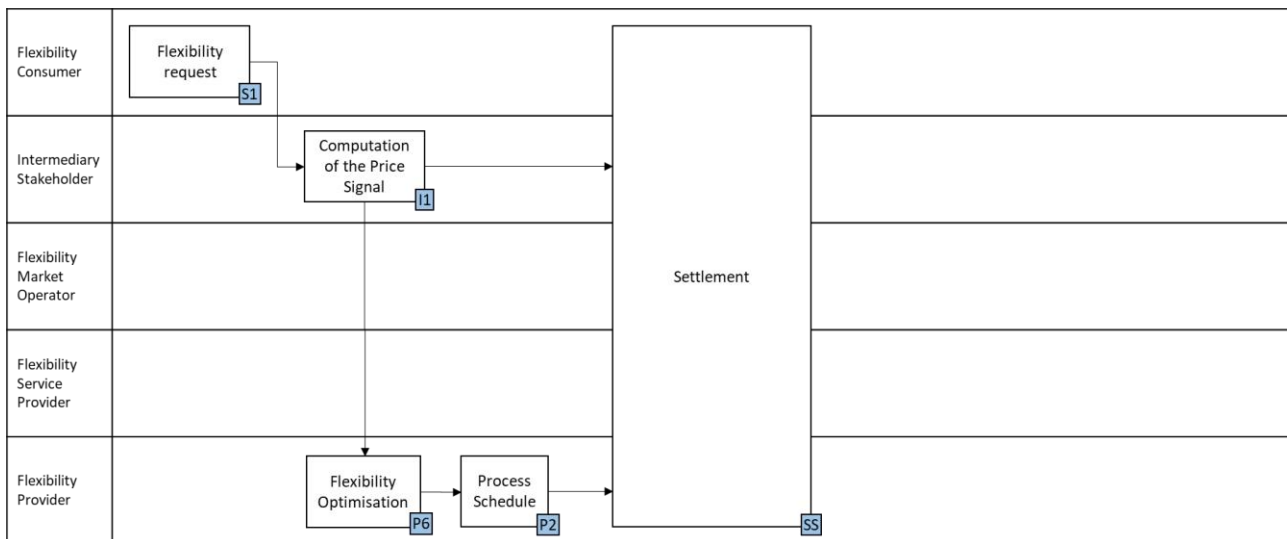 Flexibility
Consumer
Flexibility
request
S1
Intermediary
Stakeholder
Computation
of the Price
Signal
I1
Flexibility
Market
Operator
Settlement
Flexibility
Service
Provider
Flexibility
Provider
Flexibility
Optimisation
P6
Process
Schedule
P2
SS